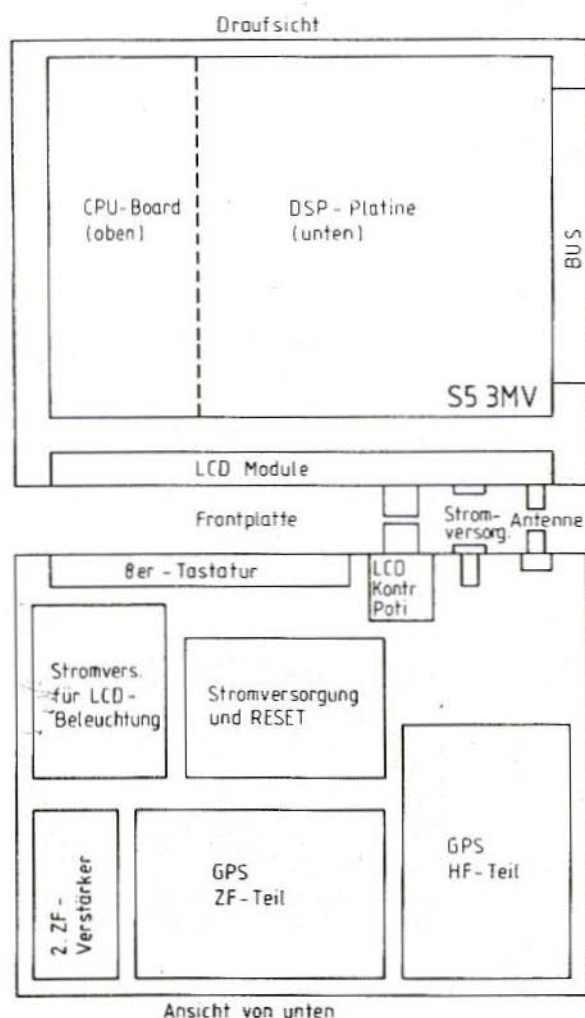 Draufsicht
CPU-Board
(oben)
DSP - Platine
(unten)
BUS
S5 3MV
LCD Module
Frontplatte
Strom-
versorg.
Antenne
8er - Tastatur
LCD
Kontr.
Poti
Stromvers.
für LCD-
Beleuchtung
Stromversorgung
und RESET
GPS
HF-Teil
2. ZF-
Verstärker
GPS
ZF-Teil
Ansicht von unten